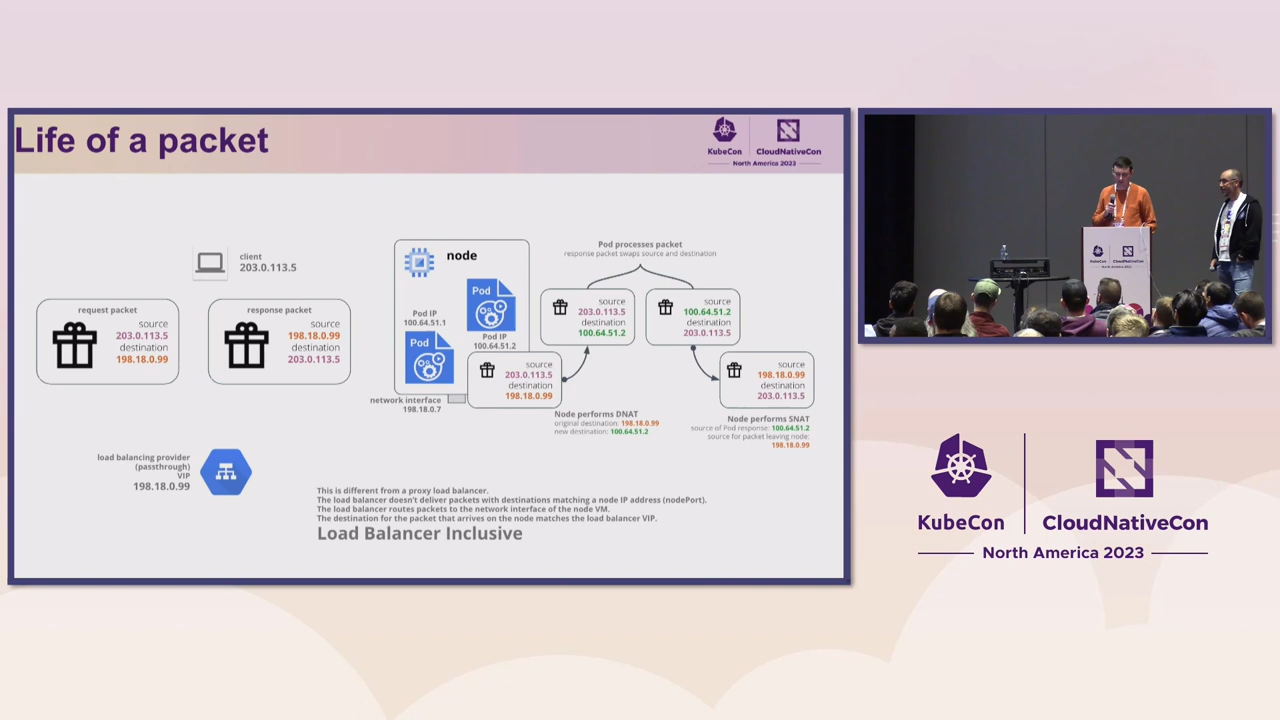 Life of a packet
KubeCon
CloudNativeCon
North America 2023
client
203.0.113.5
request packet
source
203.0.113.5
destination
198.18.0.99
response packet
source
198.18.0.99
destination
203.0.113.5
load balancing provider
(passthrough)
VIP
198.18.0.99
node
Pod
Pod IP
100.64.51.1
Pod
Pod IP
100.64.51.2
network interface
198.18.0.7
source
203.0.113.5
destination
198.18.0.99
Node performs DNAT
original destination: 198.18.0.99
new destination: 100.64.51.2
Pod processes packet
response packet swaps source and destination
source
203.0.113.5
destination
100.64.51.2
source
100.64.51.2
destination
203.0.113.5
source
198.18.0.99
destination
203.0.113.5
Node performs SNAT
source of Pod response: 100.64.51.2
source for packet leaving node:
198.18.0.99
This is different from a proxy load balancer.
The load balancer doesn't deliver packets with destinations matching a node IP address (nodePort).
The load balancer routes packets to the network interface of the node VM.
The destination for the packet that arrives on the node matches the load balancer VIP.
Load Balancer Inclusive
KubeCon
CloudNativeCon
North America 2023